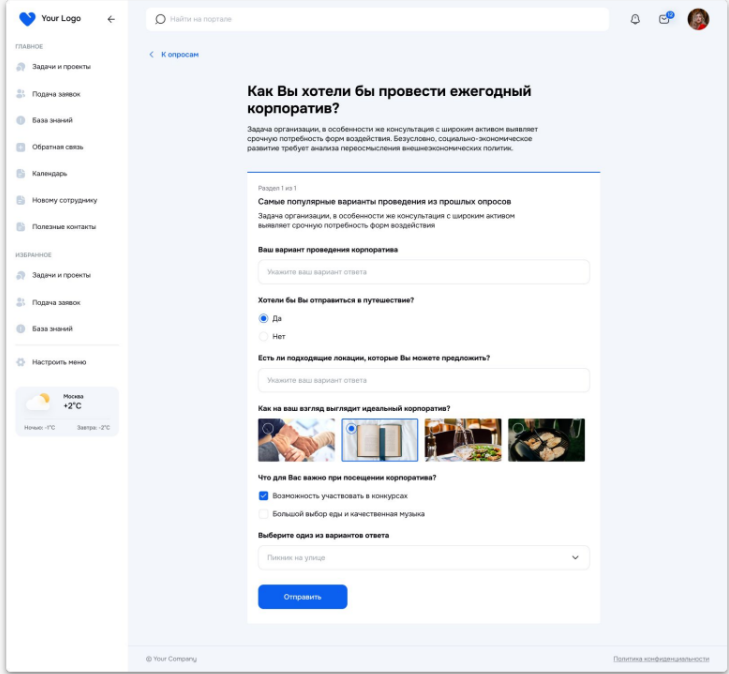 Your Logo
Найти на портале
12
ГЛАВНОЕ
Задачи и проекты
Подача заявок
База знаний
Обратная связь
Календарь
Новому сотруднику
Полезные контакты
ИЗБРАННОЕ
Задачи и проекты
Подача заявок
База знаний
Настроить меню
Москва
+2°C
Ночью: -1°C
Завтра: -2°C
К опросам
Как Вы хотели бы провести ежегодный
корпоратив?
Задача организации, в особенности же консультация с широким активом выявляет
срочную потребность форм воздействия. Безусловно, социально-экономическое
развитие требует анализа переосмысления внешнеэкономических политик.
Раздел 1 из 1
Самые популярные варианты проведения из прошлых опросов
Задача организации, в особенности же консультация с широким активом
выявляет срочную потребность форм воздействия
Ваш вариант проведения корпоратива
Укажите ваш вариант ответа
Хотели бы Вы отправиться в путешествие?
Да
Нет
Есть ли подходящие локации, которые Вы можете предложить?
Укажите ваш вариант ответа
Как на ваш взгляд выглядит идеальный корпоратив?
Что для Вас важно при посещении корпоратива?
Возможность участвовать в конкурсах
Большой выбор еды и качественная музыка
Выберите одиз из вариантов ответа
Пикник на улице
Отправить
© Your Company
Политика конфиденциальности